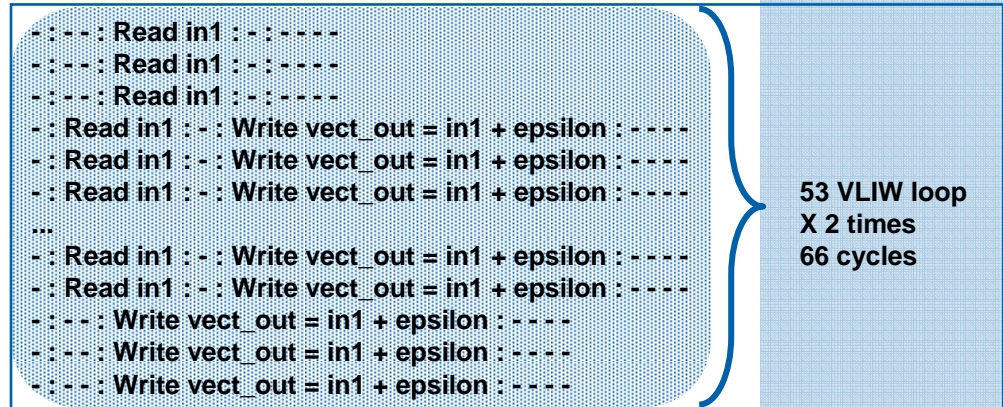 - : - - : Read in1 : - : - - - -
- : - - : Read in1 : - : - - - -
- : - - : Read in1 : - : - - - -
- : Read in1 : - : Write vect_out = in1 + epsilon : - - - -
- : Read in1 : - : Write vect_out = in1 + epsilon : - - - -
- : Read in1 : - : Write vect_out = in1 + epsilon : - - - -
...
- : Read in1 : - : Write vect_out = in1 + epsilon : - - - -
- : Read in1 : - : Write vect_out = in1 + epsilon : - - - -
- : - - : Write vect_out = in1 + epsilon : - - - -
- : - - : Write vect_out = in1 + epsilon : - - - -
- : - - : Write vect_out = in1 + epsilon : - - - -
53 VLIW loop
X 2 times
66 cycles